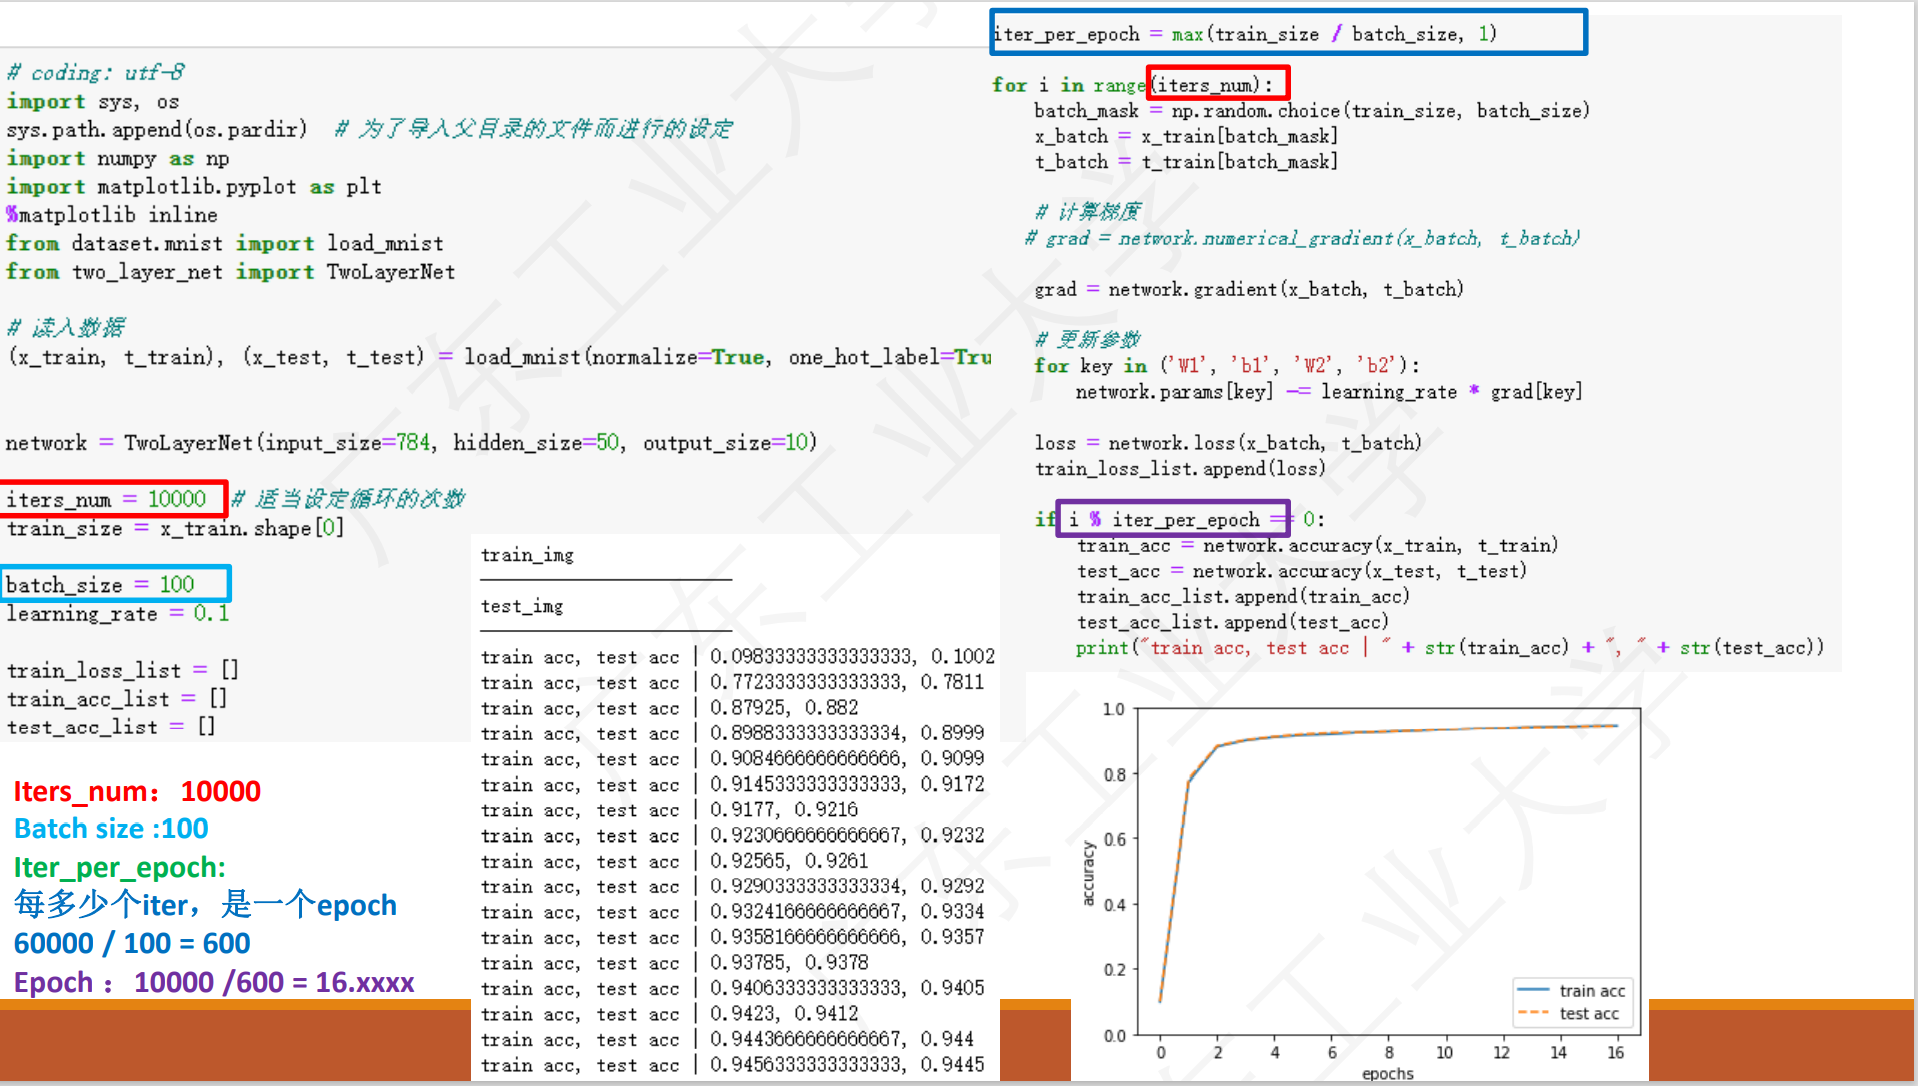 # coding: utf-8
import sys, os
sys.path.append(os.pardir)  # 为了导入父目录的文件而进行的设定
import numpy as np
import matplotlib.pyplot as plt
%matplotlib inline
from dataset.mnist import load_mnist
from two_layer_net import TwoLayerNet
# 读入数据
(x_train, t_train), (x_test, t_test) = load_mnist(normalize=True, one_hot_label=Tru
network = TwoLayerNet(input_size=784, hidden_size=50, output_size=10)
iters_num = 10000 # 适当设定循环的次数
train_size = x_train.shape[0]
batch_size = 100
learning_rate = 0.1
train_loss_list = []
train_acc_list = []
test_acc_list = []
Iters_num： 10000
Batch size :100
Iter_per_epoch:
每多少个iter，是一个epoch
60000 / 100 = 600
Epoch ： 10000 /600 = 16.xxxx
train_img
test_img
train acc, test acc | 0.09833333333333333, 0.1002
train acc, test acc | 0.7723333333333333, 0.7811
train acc, test acc | 0.87925, 0.882
train acc, test acc | 0.8988333333333334, 0.8999
train acc, test acc | 0.9084666666666666, 0.9099
train acc, test acc | 0.9145333333333333, 0.9172
train acc, test acc | 0.9177, 0.9216
train acc, test acc | 0.9230666666666667, 0.9232
train acc, test acc | 0.92565, 0.9261
train acc, test acc | 0.9290333333333334, 0.9292
train acc, test acc | 0.9324166666666667, 0.9334
train acc, test acc | 0.9358166666666666, 0.9357
train acc, test acc | 0.93785, 0.9378
train acc, test acc | 0.9406333333333333, 0.9405
train acc, test acc | 0.9423, 0.9412
train acc, test acc | 0.9443666666666667, 0.944
train acc, test acc | 0.9456333333333333, 0.9445
iter_per_epoch = max(train_size / batch_size, 1)
for i in range(iters_num):
batch_mask = np.random.choice(train_size, batch_size)
x_batch = x_train[batch_mask]
t_batch = t_train[batch_mask]
# 计算梯度
# grad = network.numerical_gradient(x_batch, t_batch)
grad = network.gradient(x_batch, t_batch)
# 更新参数
for key in ('W1', 'b1', 'W2', 'b2'):
network.params[key] -= learning_rate * grad[key]
loss = network.loss(x_batch, t_batch)
train_loss_list.append(loss)
if i % iter_per_epoch == 0:
train_acc = network.accuracy(x_train, t_train)
test_acc = network.accuracy(x_test, t_test)
train_acc_list.append(train_acc)
test_acc_list.append(test_acc)
print("train acc, test acc | " + str(train_acc) + ", " + str(test_acc))
1.0
0.8
0.6
0.4
0.2
0.0
accuracy
0 2 4 6 8 10 12 14 16
epochs
train acc
test acc
广东工业大学
广东工业大学
广东工业大学